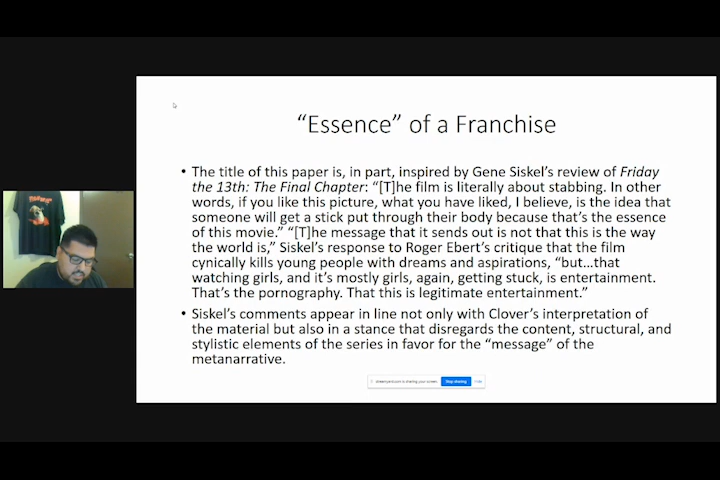 “Essence” of a Franchise
• The title of this paper is, in part, inspired by Gene Siskel’s review of Friday
the 13th: The Final Chapter: “[T]he film is literally about stabbing. In other
words, if you like this picture, what you have liked, I believe, is the idea that
someone will get a stick put through their body because that’s the essence
of this movie.” “[T]he message that it sends out is not that this is the way
the world is,” Siskel’s response to Roger Ebert’s critique that the film
cynically kills young people with dreams and aspirations, “but…that
watching girls, and it’s mostly girls, again, getting stuck, is entertainment.
That’s the pornography. That this is legitimate entertainment.”
• Siskel’s comments appear in line not only with Clover’s interpretation of
the material but also in a stance that disregards the content, structural, and
stylistic elements of the series in favor for the “message” of the
metanarrative.
is sharing your screen. Stop sharing Hide